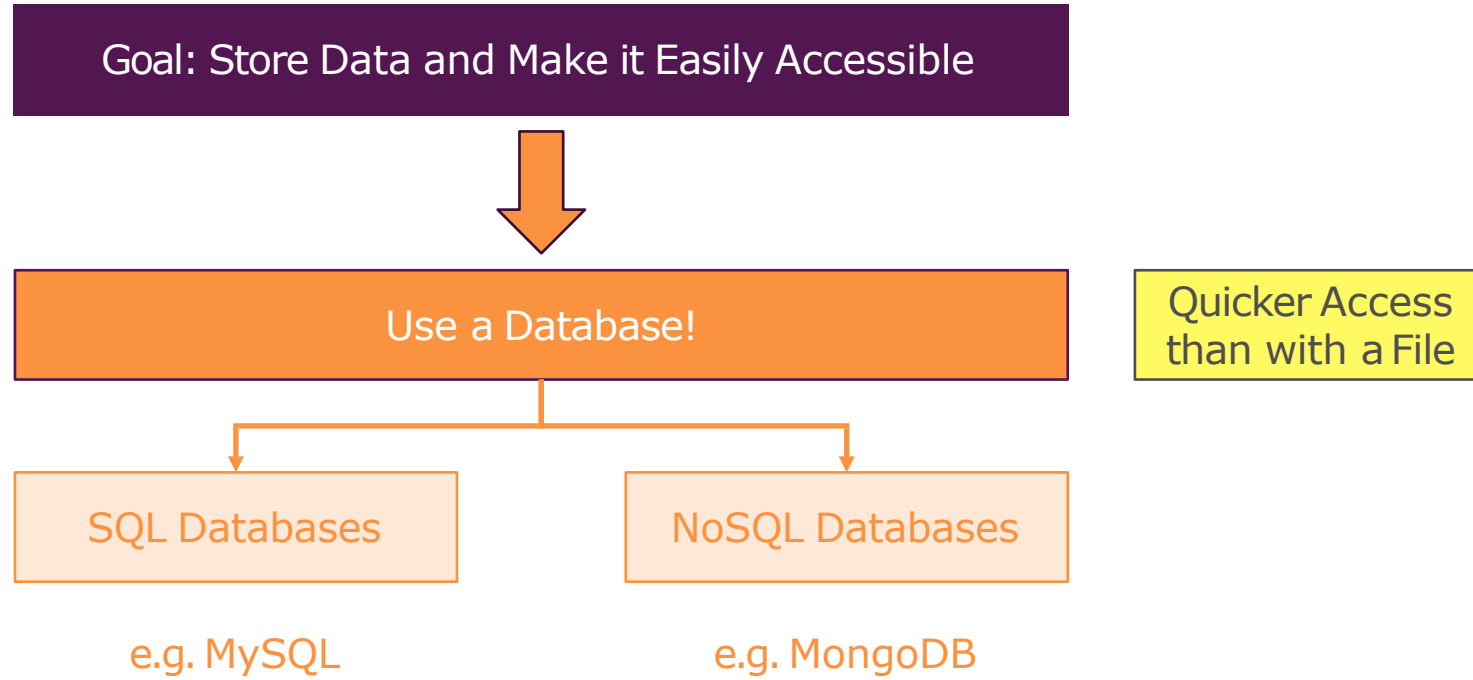 Goal: Store Data and Make it Easily Accessible
Use a Database!
Quicker Access
than with a File
SQL Databases
NoSQL Databases
e.g. MySQL
e.g. MongoDB